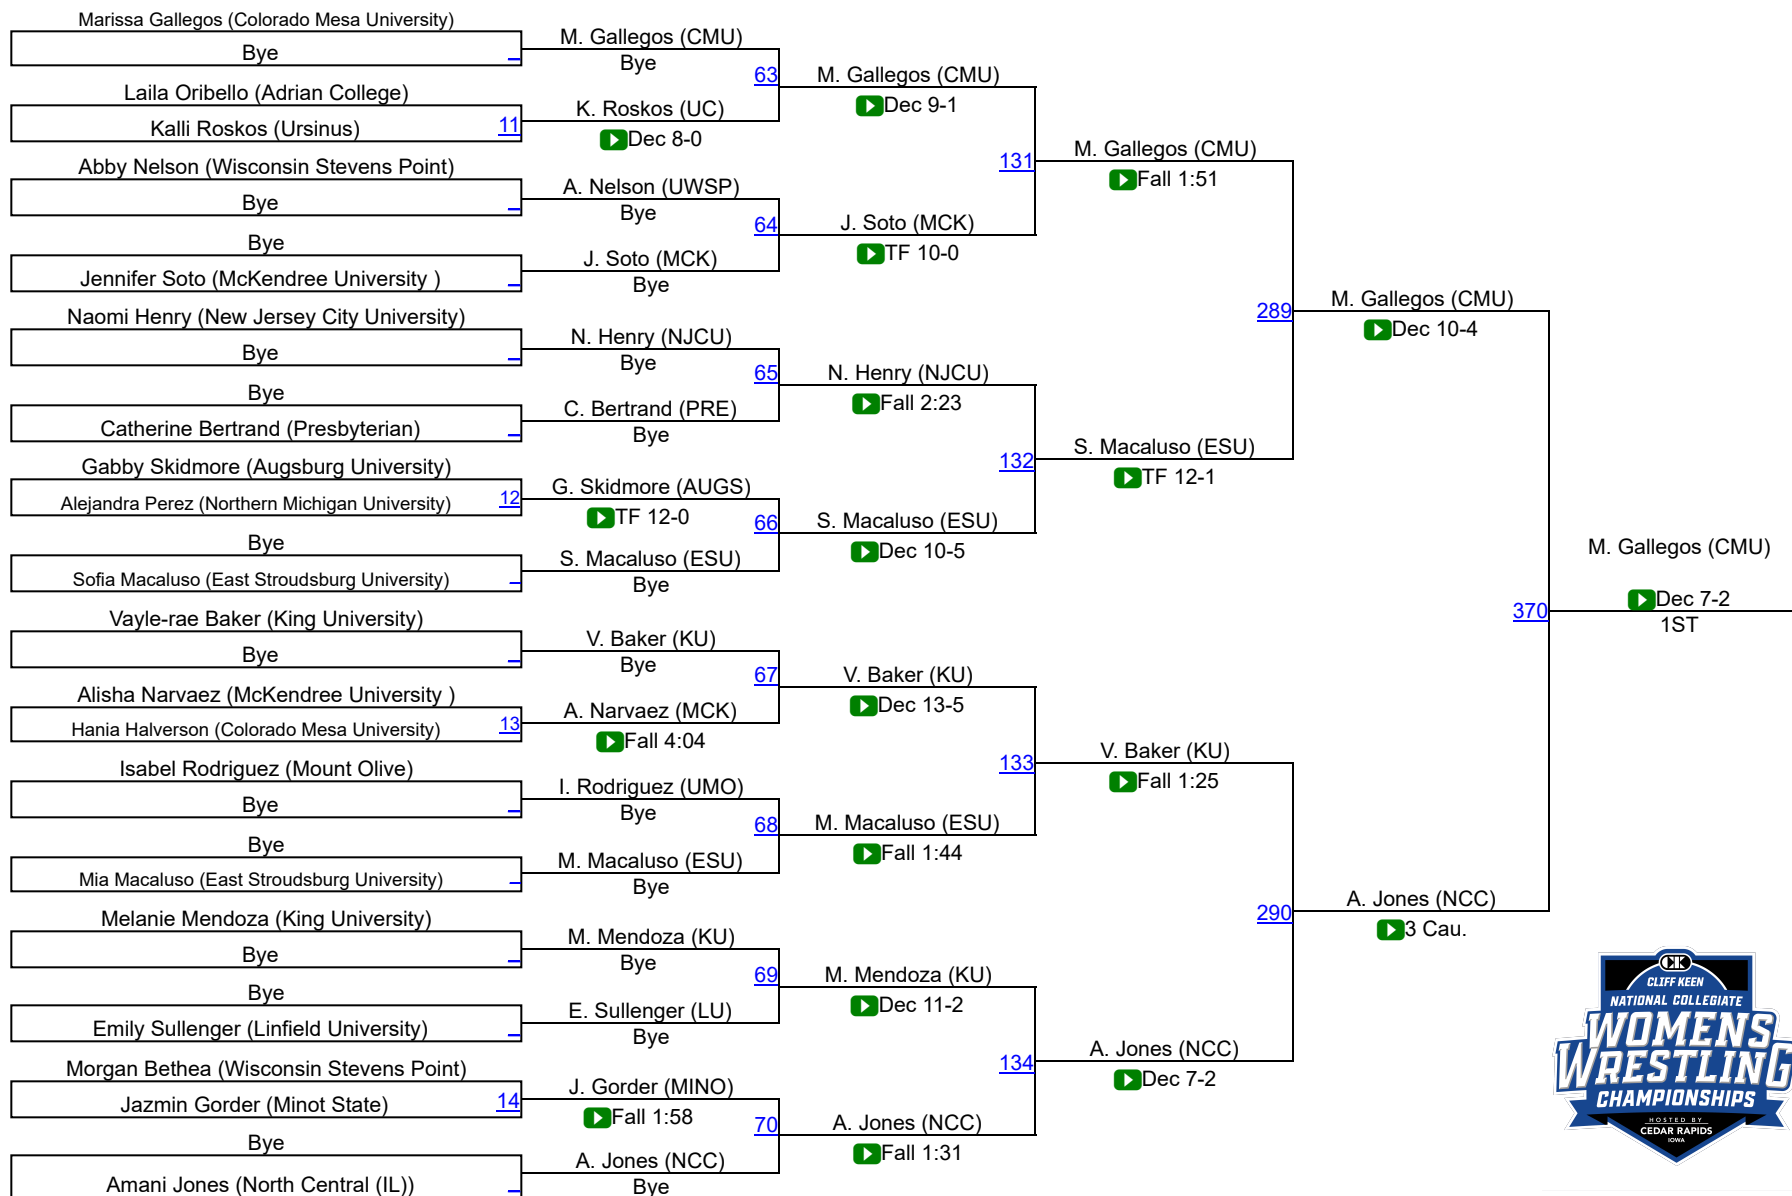 Marissa Gallegos (Colorado Mesa University)
Bye
Laila Oribello (Adrian College)
Kalli Roskos (Ursinus) 11
Abby Nelson (Wisconsin Stevens Point)
Bye
Bye
Jennifer Soto (McKendree University )
Naomi Henry (New Jersey City University)
Bye
Bye
Catherine Bertrand (Presbyterian)
Gabby Skidmore (Augsburg University)
Alejandra Perez (Northern Michigan University) 12
Bye
Sofia Macaluso (East Stroudsburg University)
Vayle-rae Baker (King University)
Bye
Alisha Narvaez (McKendree University )
Hania Halverson (Colorado Mesa University) 13
Isabel Rodriguez (Mount Olive)
Bye
Bye
Mia Macaluso (East Stroudsburg University)
Melanie Mendoza (King University)
Bye
Bye
Emily Sullenger (Linfield University)
Morgan Bethea (Wisconsin Stevens Point)
Jazmin Gorder (Minot State) 14
Bye
Amani Jones (North Central (IL))
M. Gallegos (CMU)
Bye
63
K. Roskos (UC)
Dec 8-0
A. Nelson (UWSP)
Bye
64
J. Soto (MCK)
Bye
N. Henry (NJCU)
Bye
65
C. Bertrand (PRE)
Bye
G. Skidmore (AUGS)
TF 12-0
66
S. Macaluso (ESU)
Bye
V. Baker (KU)
Bye
67
A. Narvaez (MCK)
Fall 4:04
I. Rodriguez (UMO)
Bye
68
M. Macaluso (ESU)
Bye
M. Mendoza (KU)
Bye
69
E. Sullenger (LU)
Bye
J. Gorder (MINO)
Fall 1:58
70
A. Jones (NCC)
Bye
M. Gallegos (CMU)
Dec 9-1
131
J. Soto (MCK)
TF 10-0
N. Henry (NJCU)
Fall 2:23
132
S. Macaluso (ESU)
Dec 10-5
V. Baker (KU)
Dec 13-5
133
M. Macaluso (ESU)
Fall 1:44
M. Mendoza (KU)
Dec 11-2
134
A. Jones (NCC)
Fall 1:31
M. Gallegos (CMU)
Fall 1:51
289
S. Macaluso (ESU)
TF 12-1
V. Baker (KU)
Fall 1:25
290
A. Jones (NCC)
Dec 7-2
M. Gallegos (CMU)
Dec 10-4
370
A. Jones (NCC)
3 Cau.
M. Gallegos (CMU)
Dec 7-2
1ST
CLIFF KEEN
NATIONAL COLLEGIATE
WOMENS
WRESTLING
CHAMPIONSHIPS
HOSTED BY
CEDAR RAPIDS
IOWA